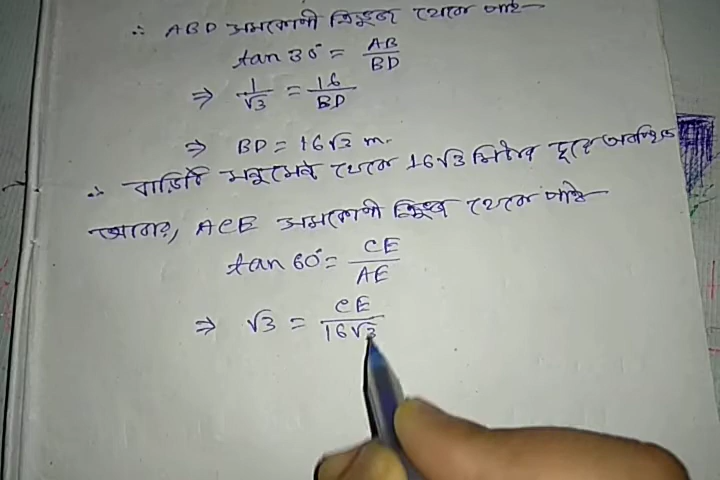 ∴ ABD সমকোণী ত্রিভুজ থেকে পাই-
tan 30° = AB/BD
⇒ 1/√3 = 16/BD
⇒ BD = 16√3 m.
∴ বাড়িটি মনুমেন্ট থেকে 16√3 মিটার দূরে অবস্থিত
আবার, ACE সমকোণী ত্রিভুজ থেকে পাই-
tan 60° = CE/AE
⇒ √3 = CE/16√3